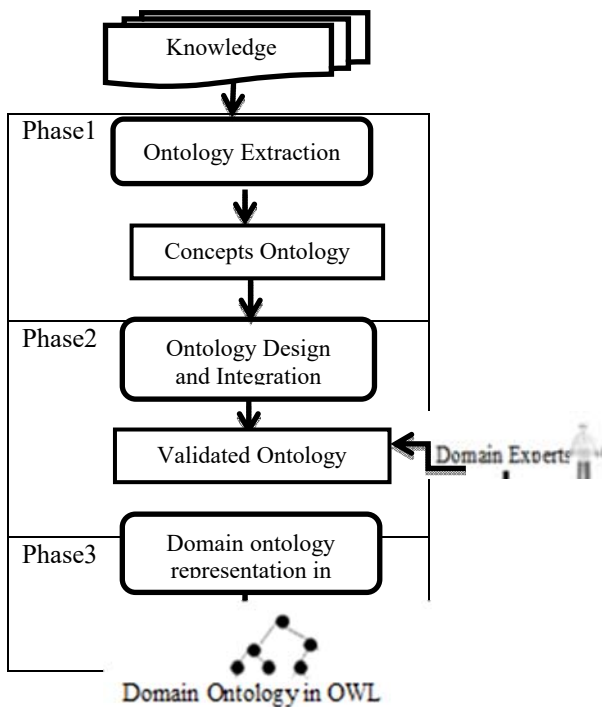 Knowledge
Phase1
Ontology Extraction
Concepts Ontology
Phase2
Ontology Design
and Integration
Validated Ontology
Domain Experts
Phase3
Domain ontology
representation in
Domain Ontology in OWL